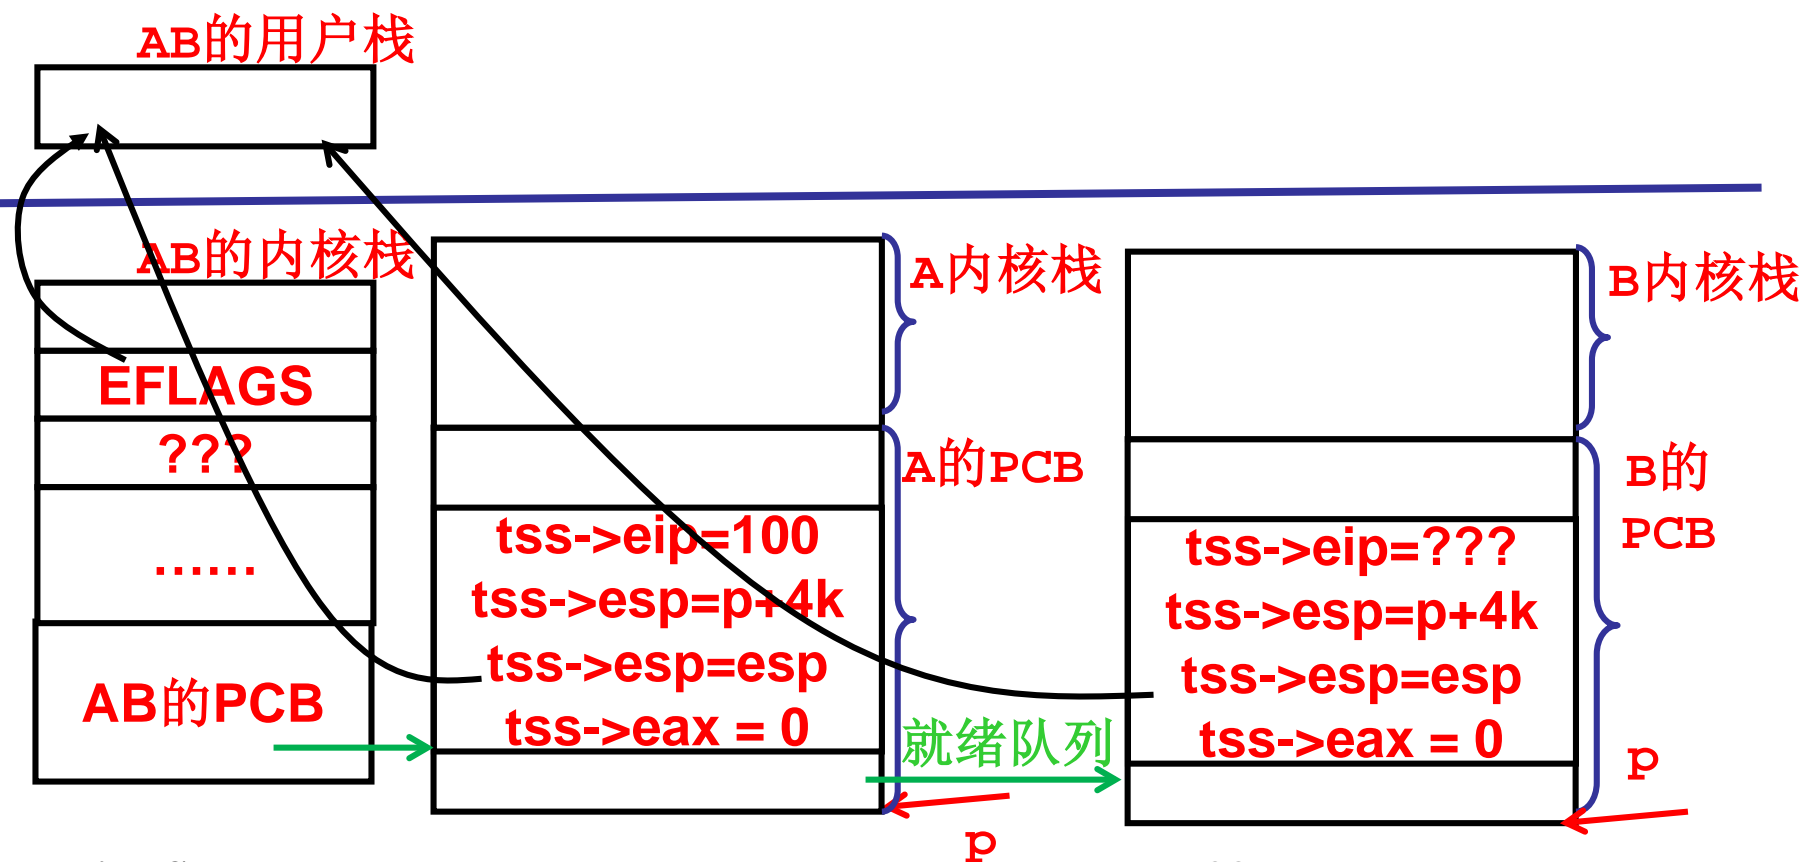 AB的用户栈
AB的内核栈
EFLAGS
???
......
AB的PCB
A内核栈
A的PCB
tss->eip=100
tss->esp=p+4k
tss->esp=esp
tss->eax = 0
就绪队列
p
B内核栈
B的
PCB
tss->eip=???
tss->esp=p+4k
tss->esp=esp
tss->eax = 0
p